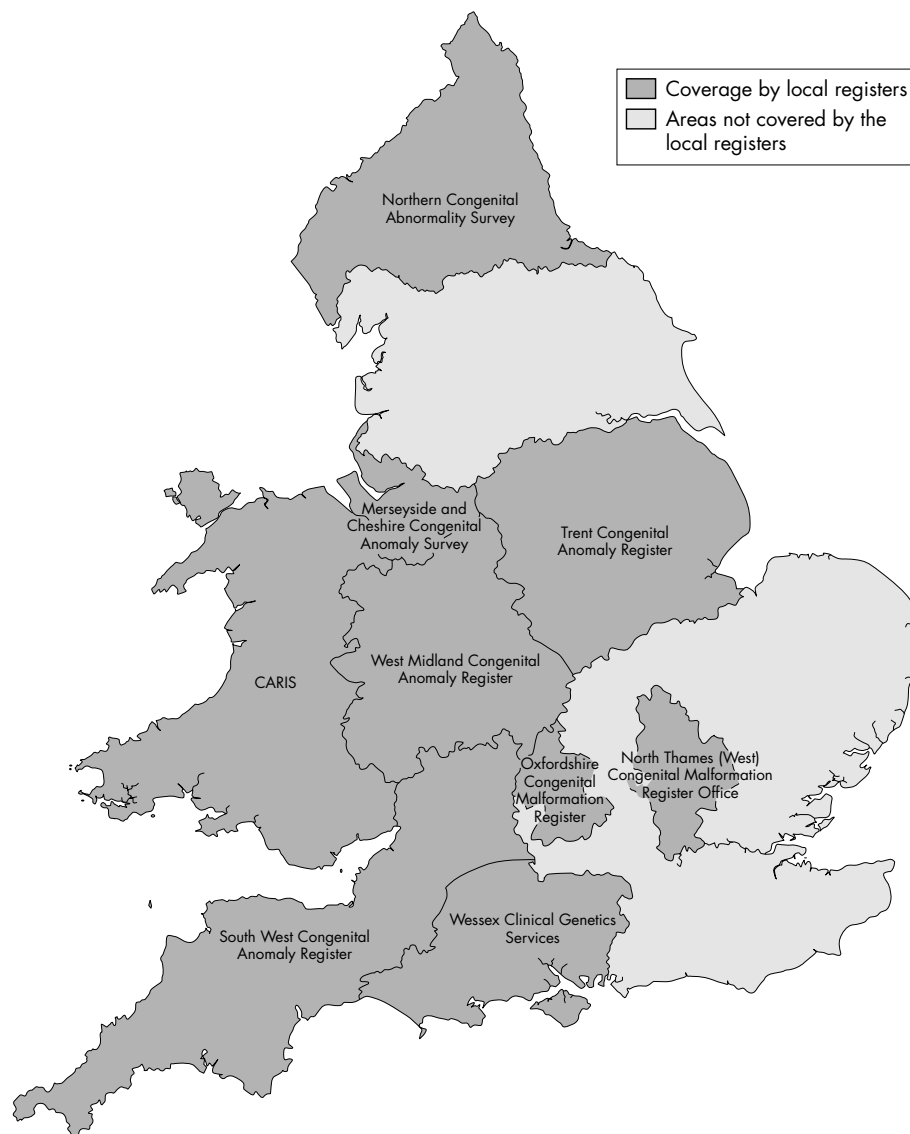 Coverage by local registers
Areas not covered by the
local registers
Northern Congenital
Abnormality Survey
Merseyside and
Cheshire Congenital
Anomaly Survey
Trent Congenital
Anomaly Register
West Midland Congenital
Anomaly Register
CARIS
Oxfordshire
Congenital
Malformation
Register
North Thames (West)
Congenital Malformation
Register Office
Wessex Clinical Genetics
Services
South West Congenital
Anomaly Register